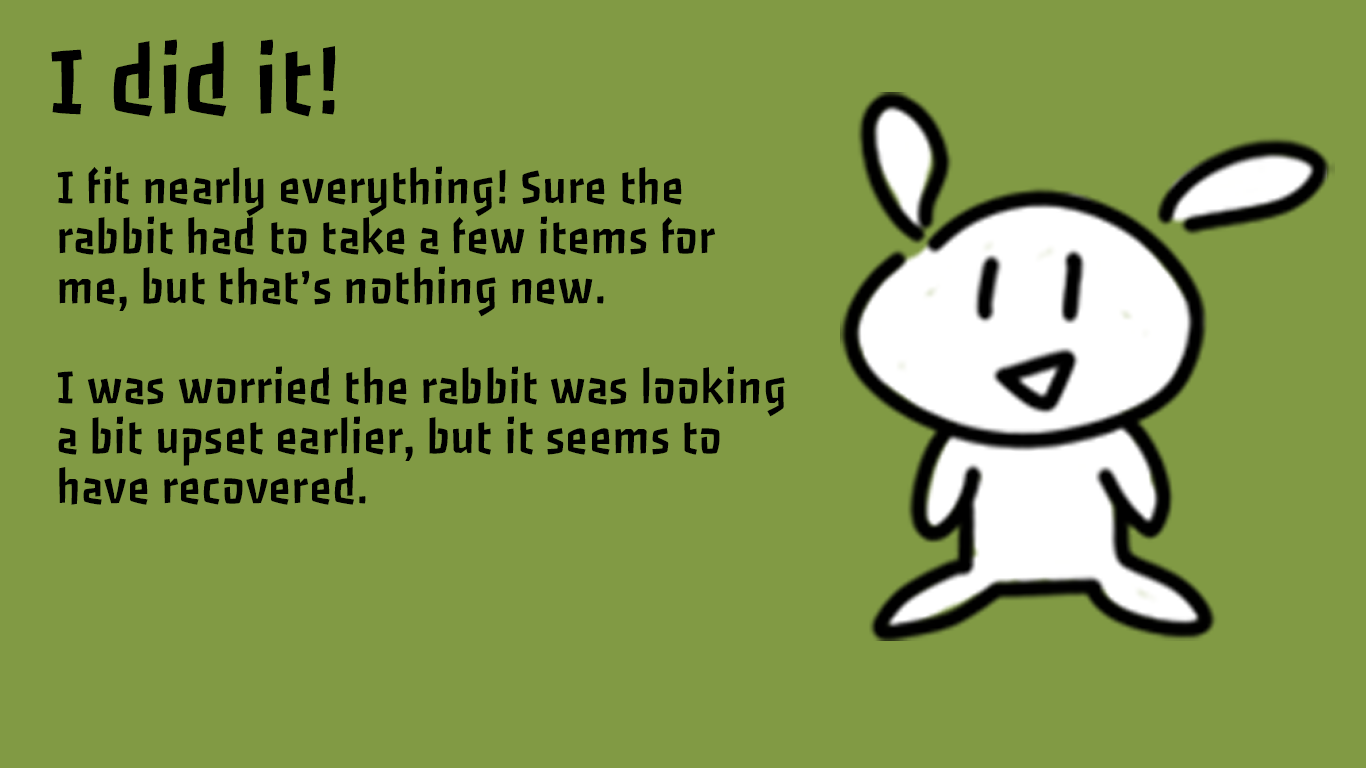 I did it!
I fit nearly everything! Sure the
rabbit had to take a few items for
me, but that's nothing new.
I was worried the rabbit was looking
a bit upset earlier, but it seems to
have recovered.